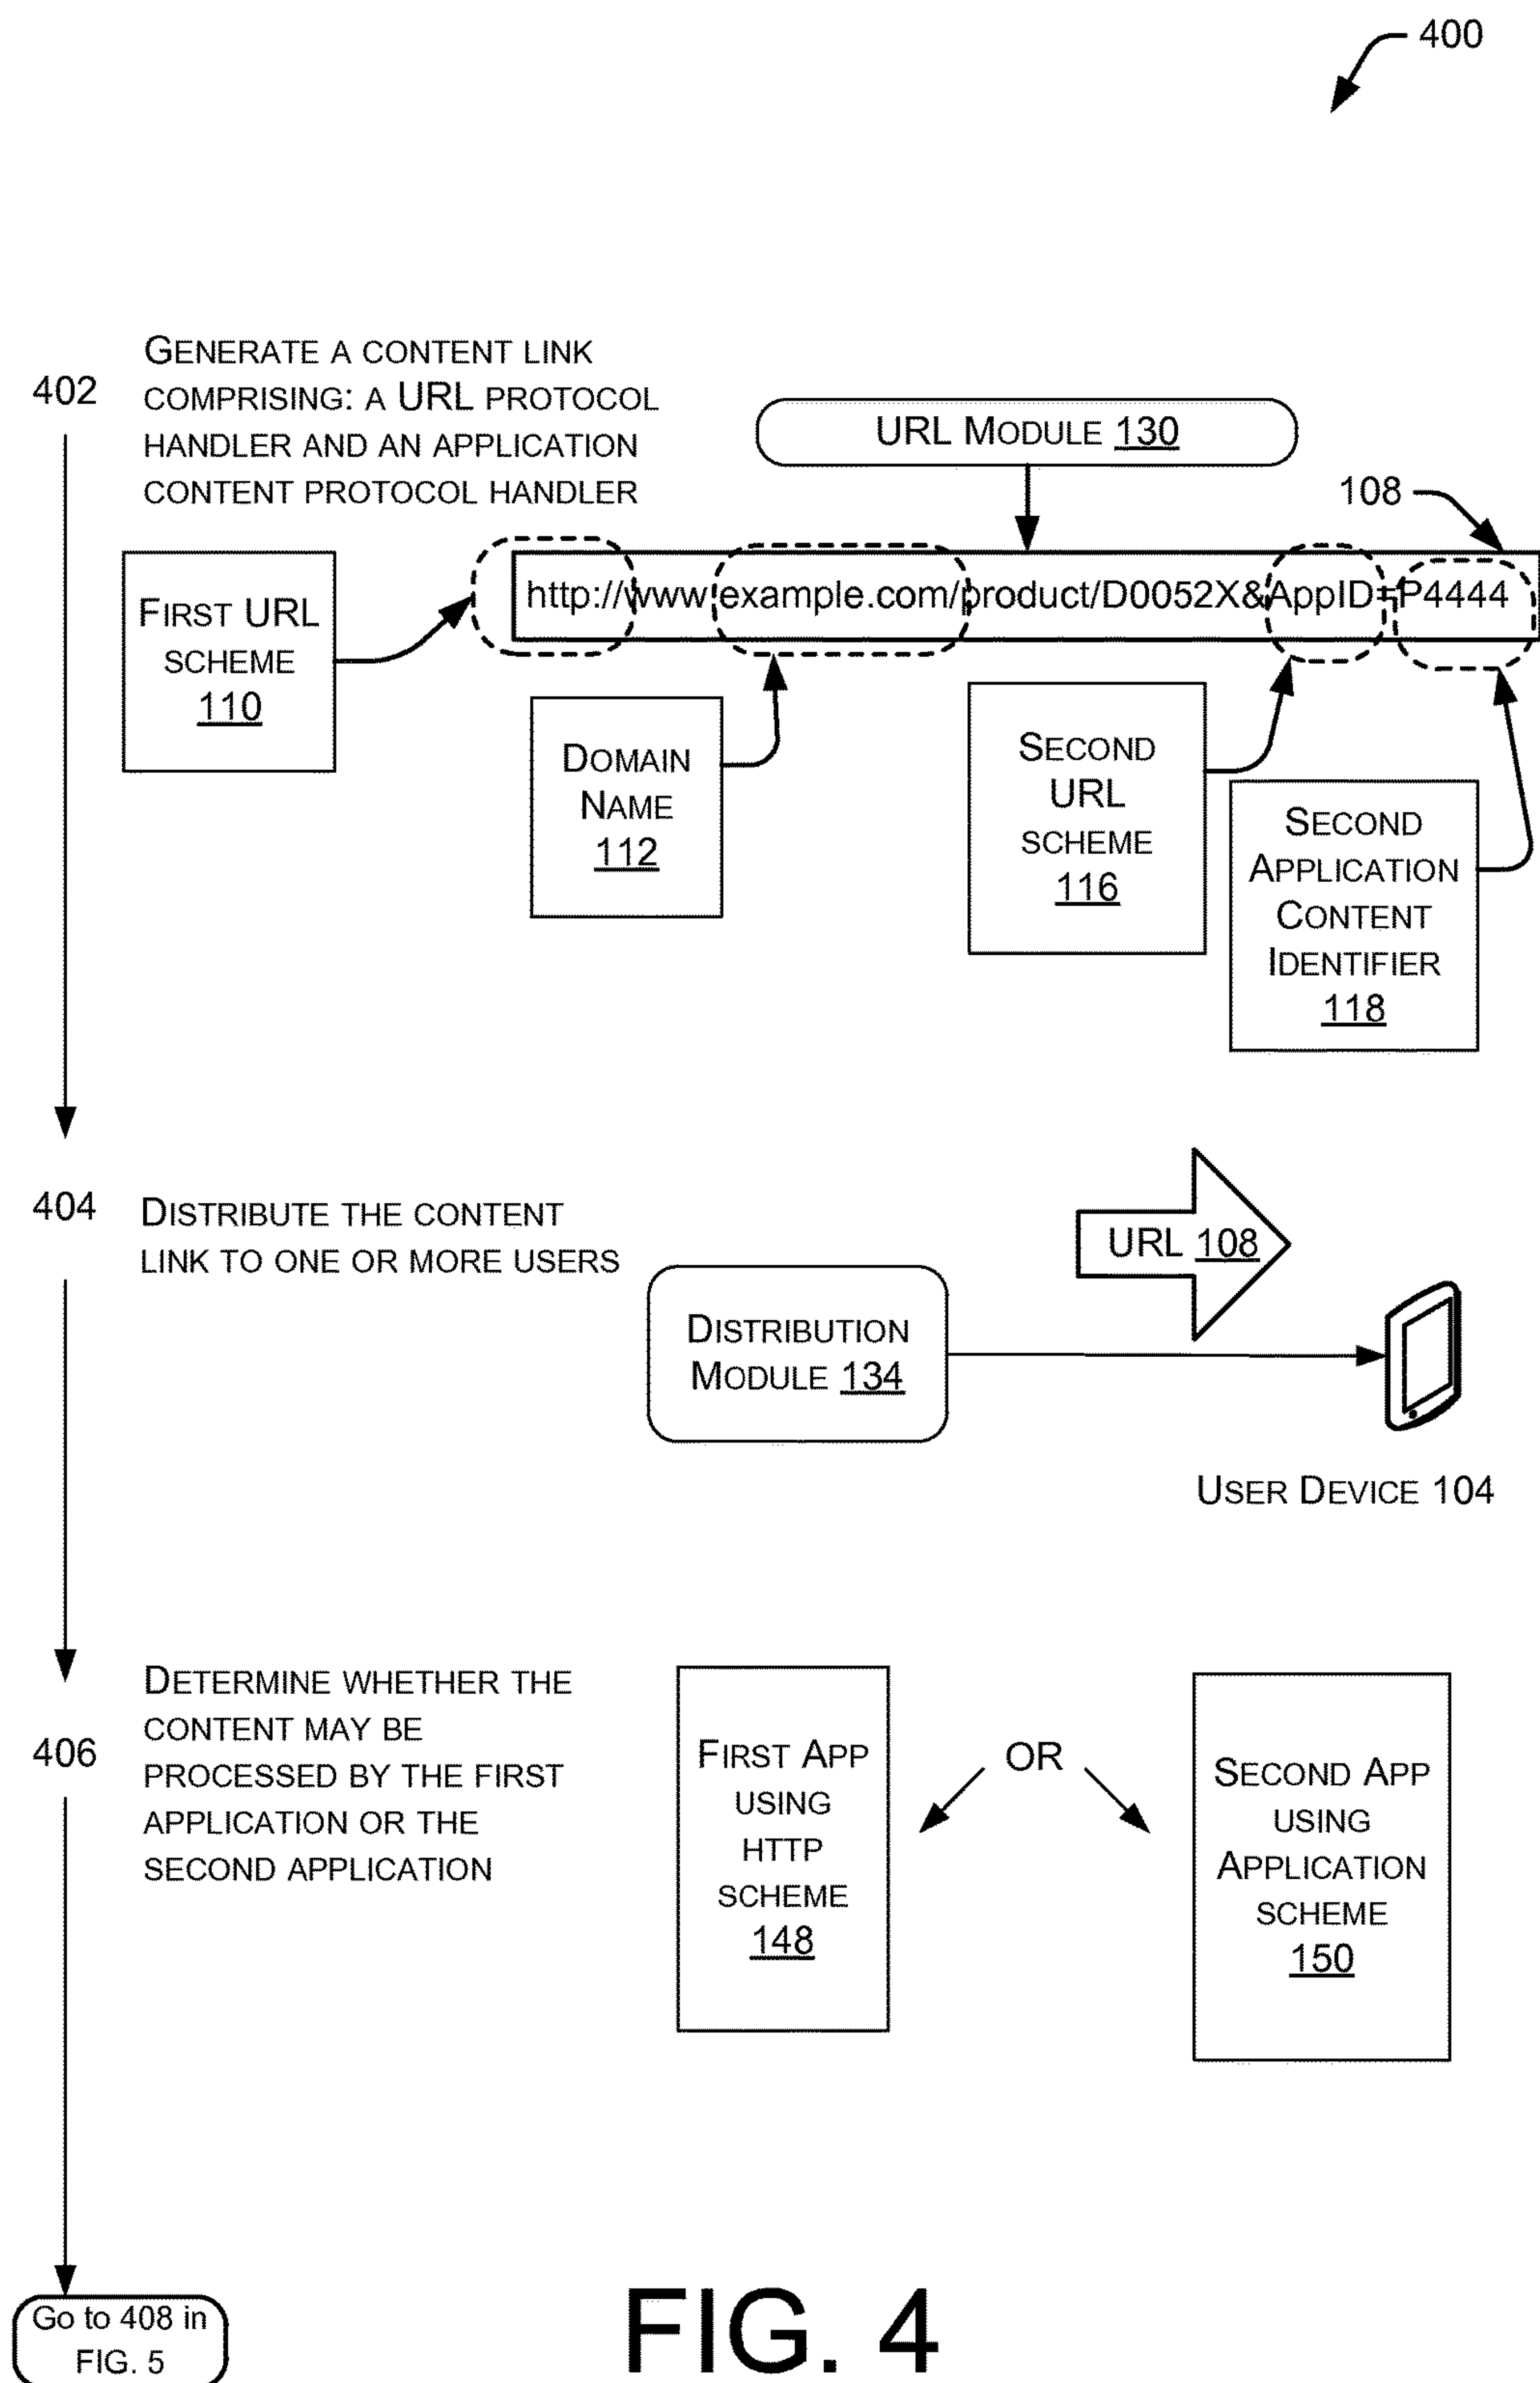 400
402
GENERATE A CONTENT LINK
COMPRISING: A URL PROTOCOL
HANDLER AND AN APPLICATION
CONTENT PROTOCOL HANDLER
URL MODULE 130
108
http://www.example.com/product/D0052X&AppID=P4444
FIRST URL
SCHEME
110
DOMAIN
NAME
112
SECOND
URL
SCHEME
116
SECOND
APPLICATION
CONTENT
IDENTIFIER
118
404
DISTRIBUTE THE CONTENT
LINK TO ONE OR MORE USERS
URL 108
DISTRIBUTION
MODULE 134
USER DEVICE 104
406
DETERMINE WHETHER THE
CONTENT MAY BE
PROCESSED BY THE FIRST
APPLICATION OR THE
SECOND APPLICATION
FIRST APP
USING
HTTP
SCHEME
148
OR
SECOND APP
USING
APPLICATION
SCHEME
150
Go to 408 in
FIG. 5
FIG. 4